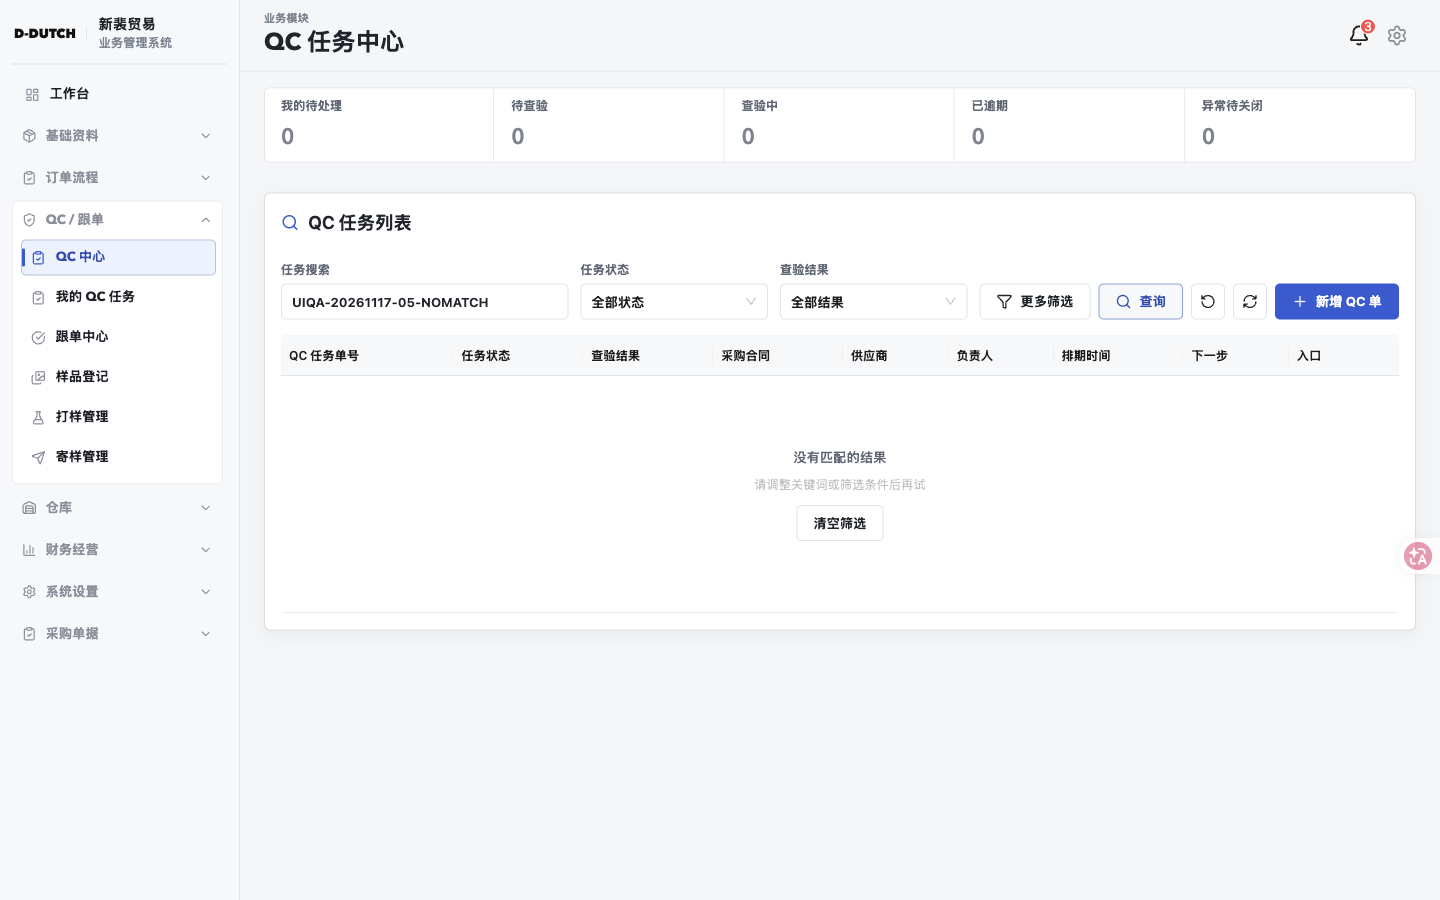 D-DUTCH
新裴贸易
业务管理系统
工作台
基础资料
订单流程
QC / 跟单
QC 中心
我的 QC 任务
跟单中心
样品登记
打样管理
寄样管理
仓库
财务经营
系统设置
采购单据
业务模块
QC 任务中心
3
我的待处理
待查验
查验中
已逾期
异常待关闭
0
0
0
0
0
QC 任务列表
任务搜索
任务状态
查验结果
UIQA-20261117-05-NOMATCH
全部状态
全部结果
更多筛选
查询
新增 QC 单
QC 任务单号
任务状态
查验结果
采购合同
供应商
负责人
排期时间
下一步
入口
没有匹配的结果
请调整关键词或筛选条件后再试
清空筛选